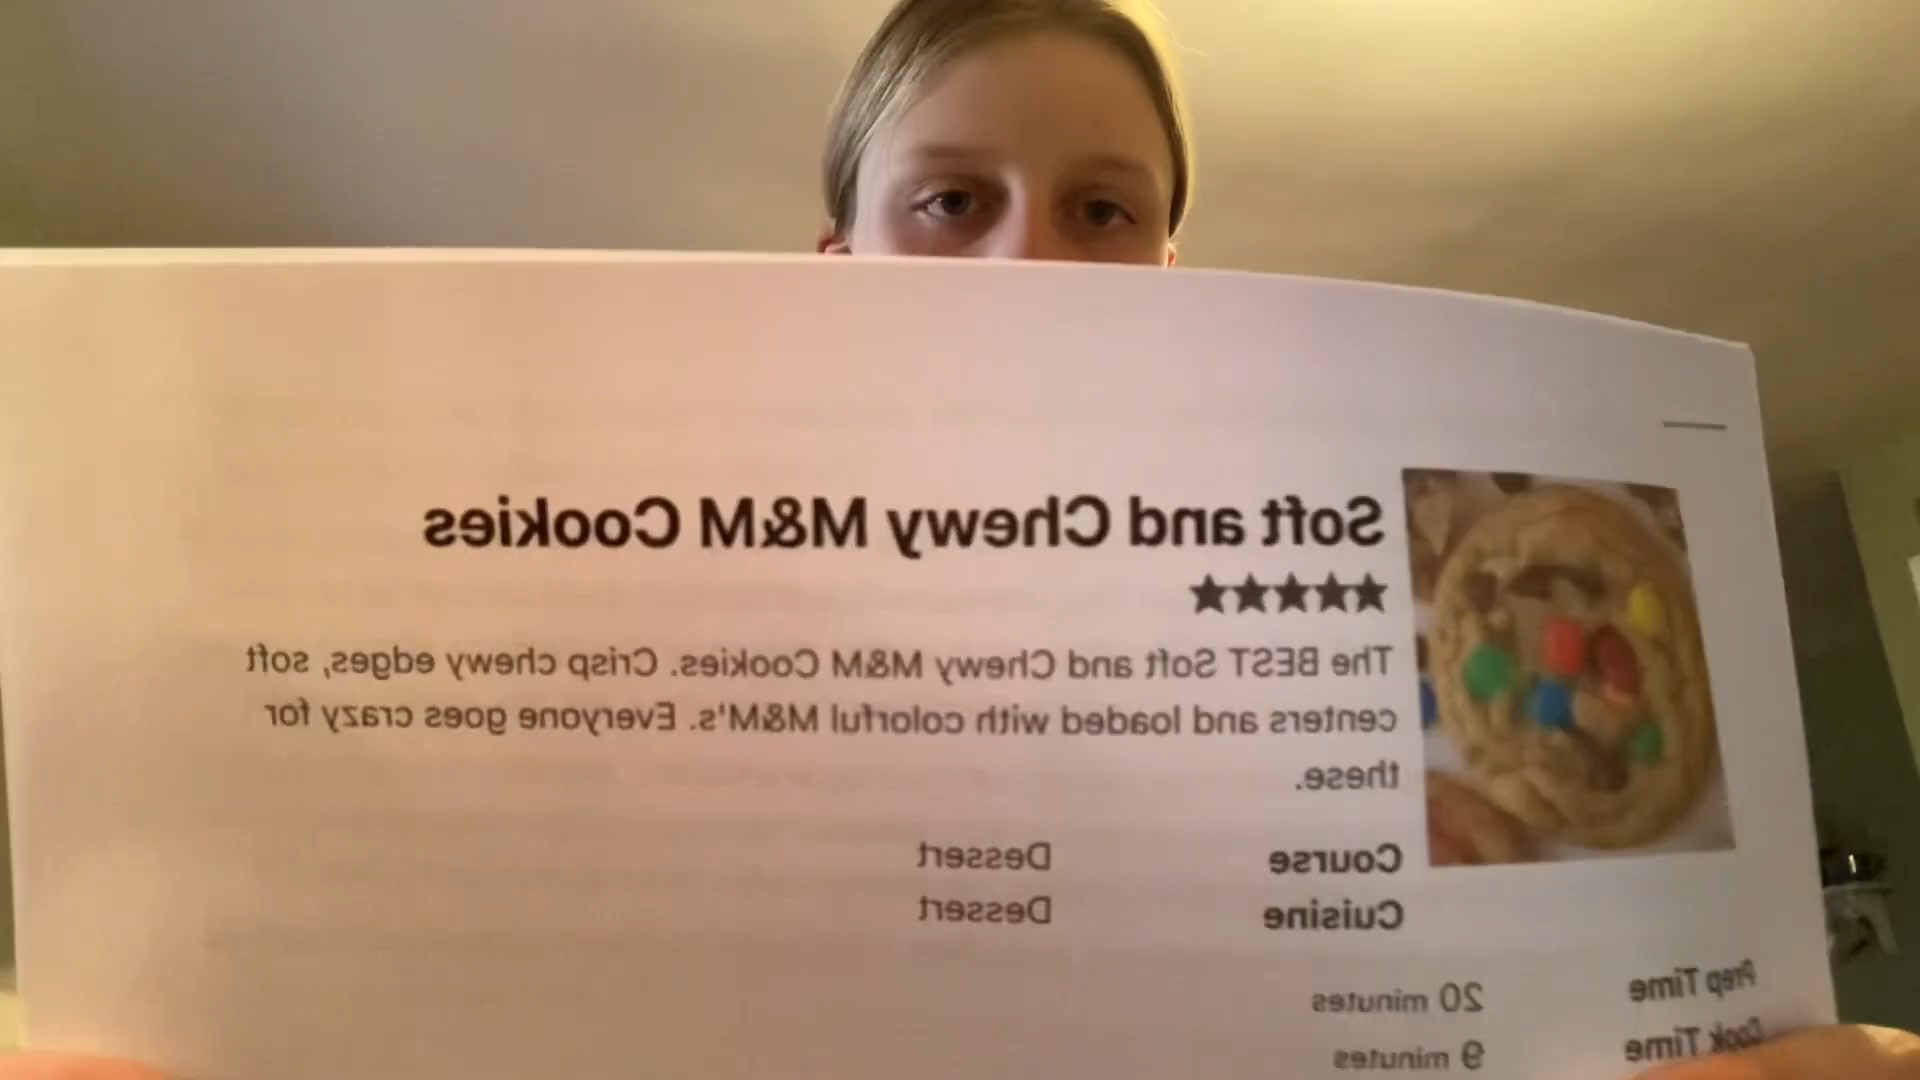 Soft and Chewy M&M Cookies
★★★★★
The BEST Soft and Chewy M&M Cookies. Crisp chewy edges, soft
centers and loaded with colorful M&M's. Everyone goes crazy for
these.
Course Dessert
Cuisine Dessert
Prep Time 20 minutes
Cook Time 9 minutes